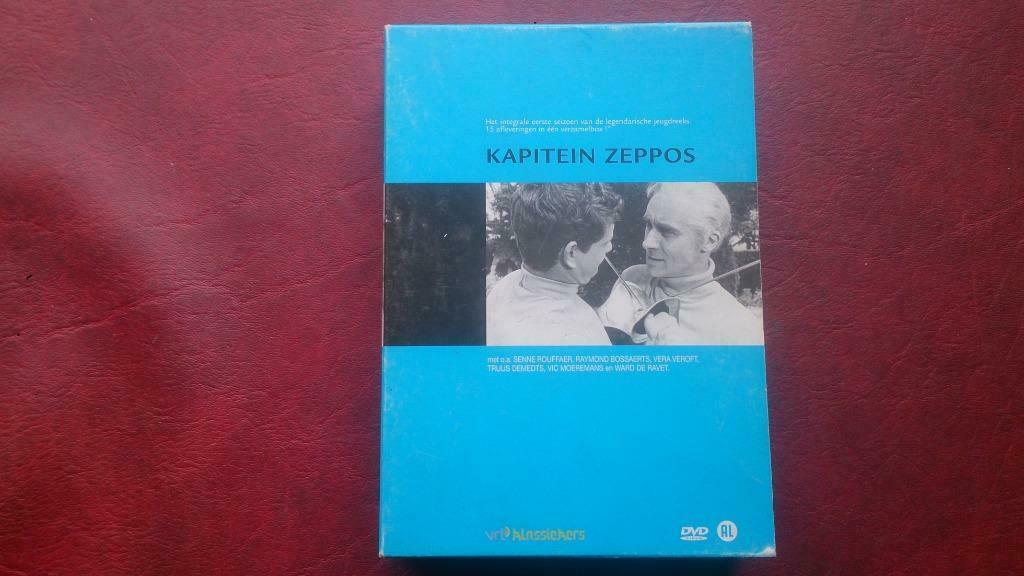 Het integrale eerste seizoen van de legendarische jeugdreeks.
15 afleveringen in één verzamelbox !"
KAPITEIN ZEPPOS
met o.a. SENNE ROUFFAER, RAYMOND BOSSAERTS, VERA VEROFT,
TRUUS DEMEDTS, VIC MOEREMANS en WARD DE RAVET.
vrt klassiekers
DVD
VIDEO
AL